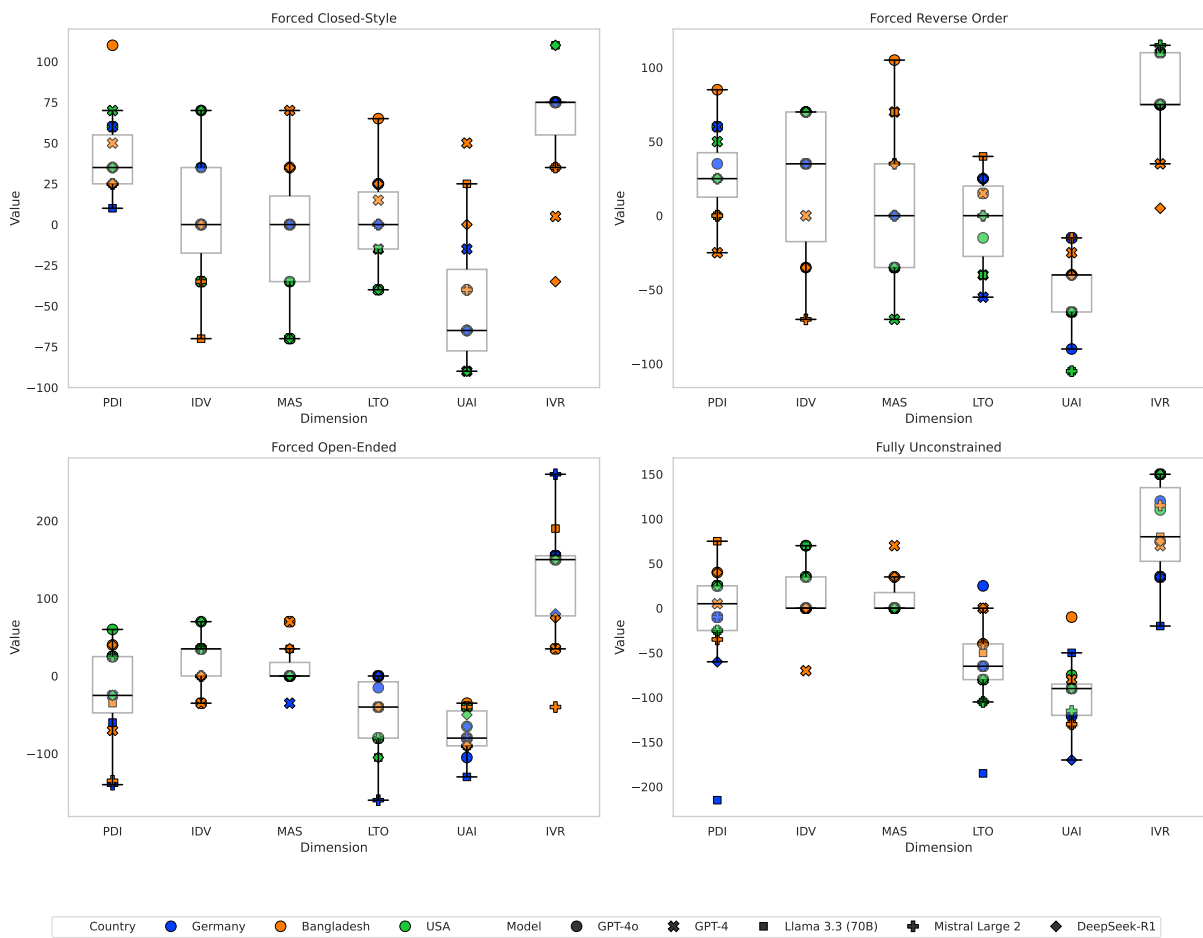 Forced Closed-Style
Forced Reverse Order
Value
100
75
50
25
0
−25
−50
−75
−100
PDI IDV MAS LTO UAI IVR
Dimension
Value
100
50
0
−50
−100
PDI IDV MAS LTO UAI IVR
Dimension
Forced Open-Ended
Fully Unconstrained
Value
200
100
0
−100
PDI IDV MAS LTO UAI IVR
Dimension
Value
150
100
50
0
−50
−100
−150
−200
PDI IDV MAS LTO UAI IVR
Dimension
Country Germany Bangladesh USA Model GPT-4o GPT-4 Llama 3.3 (70B) Mistral Large 2 DeepSeek-R1